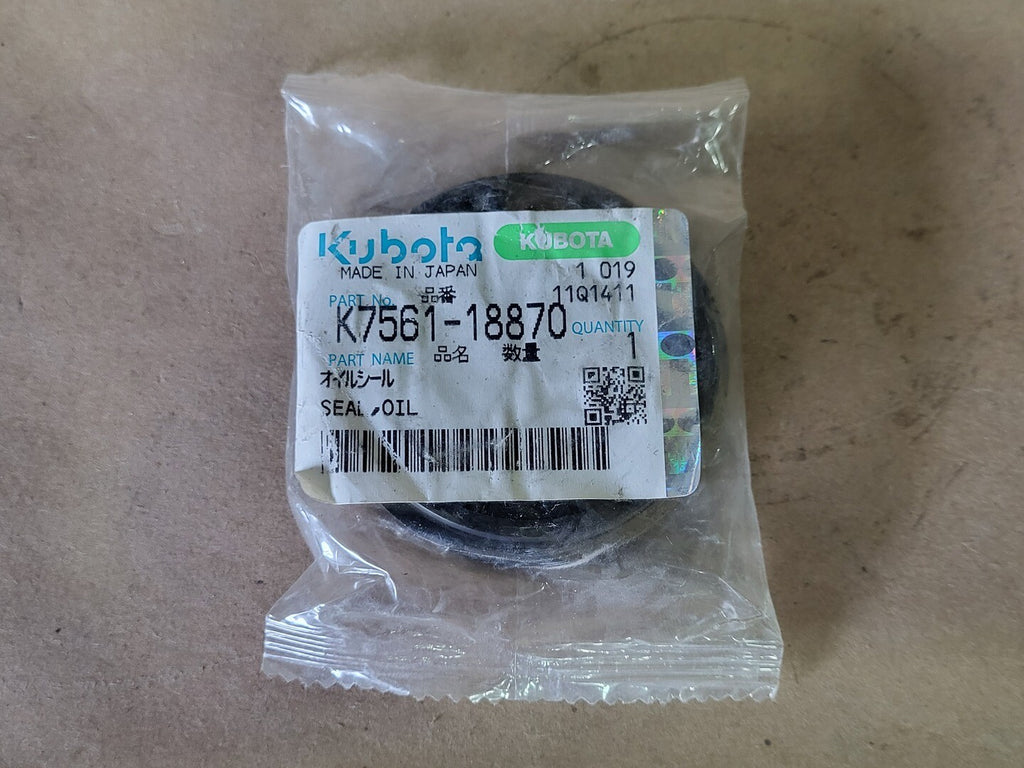 Kubota KUBOTA
MADE IN JAPAN 1 019
PART No. 品番 11Q1411
K7561-18870 QUANTITY
PART NAME 品名 数量 1
オイルシール
SEAL,OIL